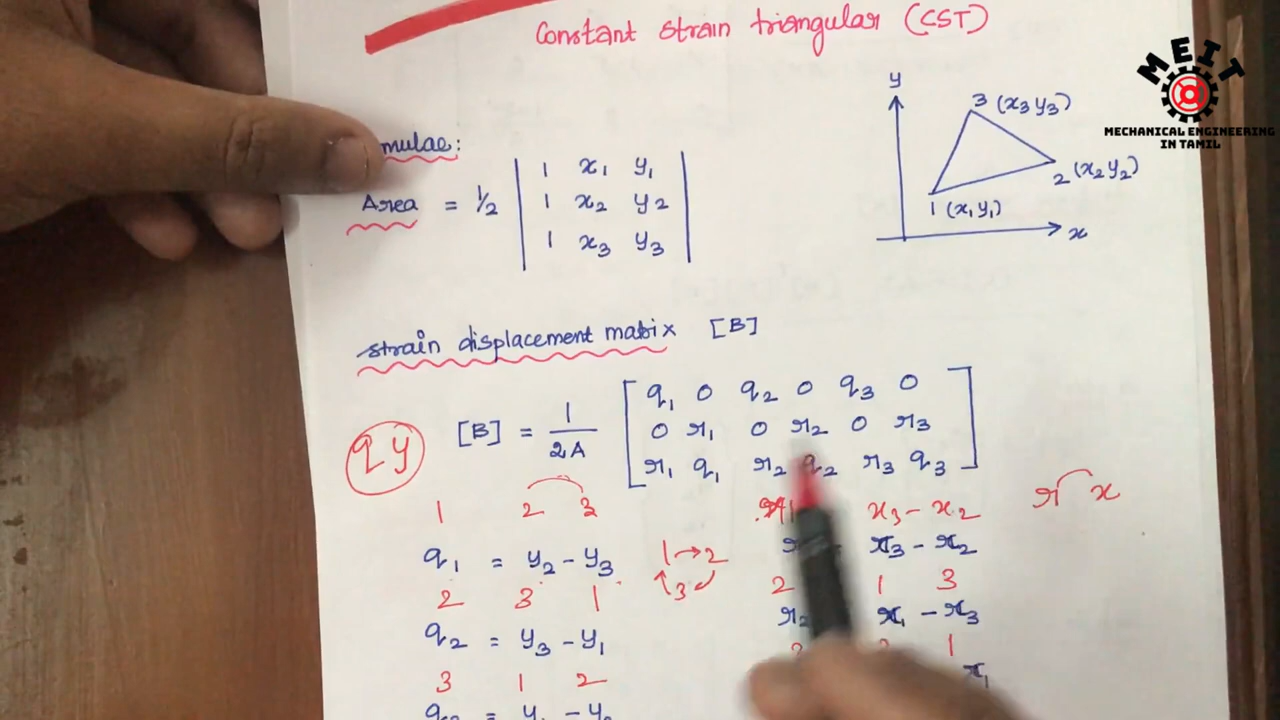 Constant strain triangular (CST)
MEIT
MECHANICAL ENGINEERING
IN TAMIL
y
3 (x3 y3)
2 (x2 y2)
1 (x1 y1)
x
mulae:
Area = 1/2 | 1 x1 y1 |
| 1 x2 y2 |
| 1 x3 y3 |
strain displacement matrix [B]
[B] = 1/2A [ q1 0 q2 0 q3 0 ]
[ 0 r1 0 r2 0 r3 ]
[ r1 q1 r2 q2 r3 q3 ]
q y
r x
1 2 3
x3 - x2
q1 = y2 - y3
1 → 2
3
x3 - x2
2 3 1
2 1 3
q2 = y3 - y1
r2 x1 - x3
3 1 2
1
x1